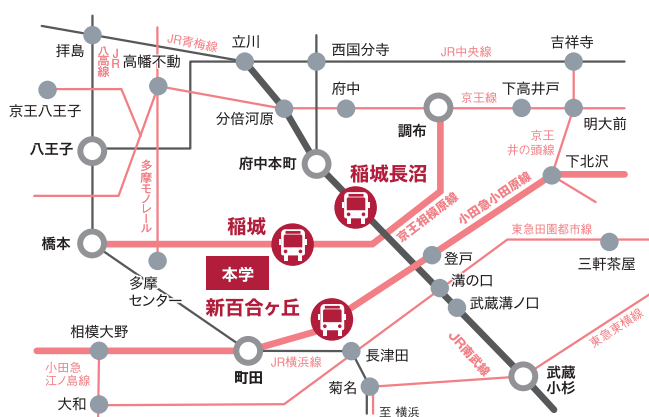 拝島
JR青梅線
立川
西国分寺
JR中央線
吉祥寺
JR
八高線
高幡不動
京王八王子
分倍河原
府中
京王線
下高井戸
明大前
調布
八王子
府中本町
京王
井の頭線
下北沢
多摩モノレール
稲城長沼
稲城
京王相模原線
小田急小田原線
橋本
東急田園都市線
三軒茶屋
本学
登戸
多摩
センター
溝の口
新百合ヶ丘
武蔵溝ノ口
相模大野
JR南武線
東急東横線
小田急
江ノ島線
町田
JR横浜線
長津田
武蔵
小杉
菊名
大和
至 横浜